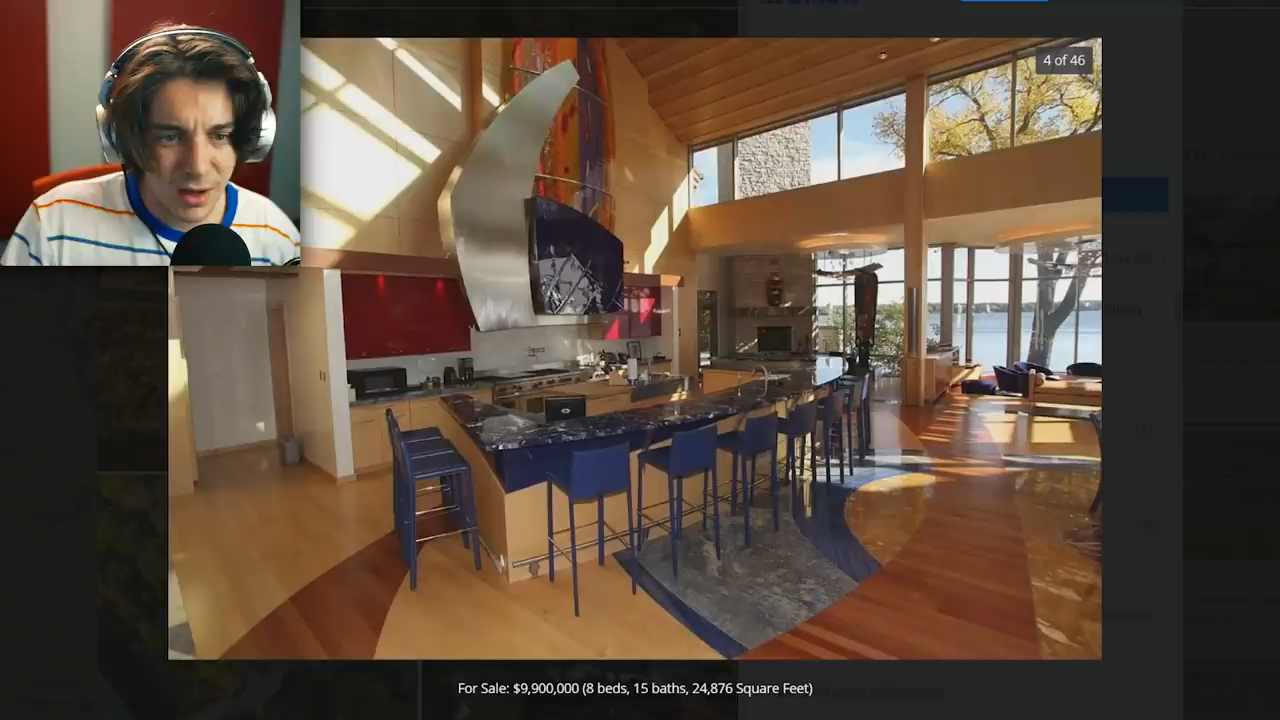 4 of 46
For Sale: $9,900,000 (8 beds, 15 baths, 24,876 Square Feet)